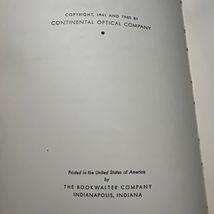 COPYRIGHT, 1941 AND 1950 BY
CONTINENTAL OPTICAL COMPANY
Printed in the United States of America
by
THE BOOKWALTER COMPANY
INDIANAPOLIS, INDIANA